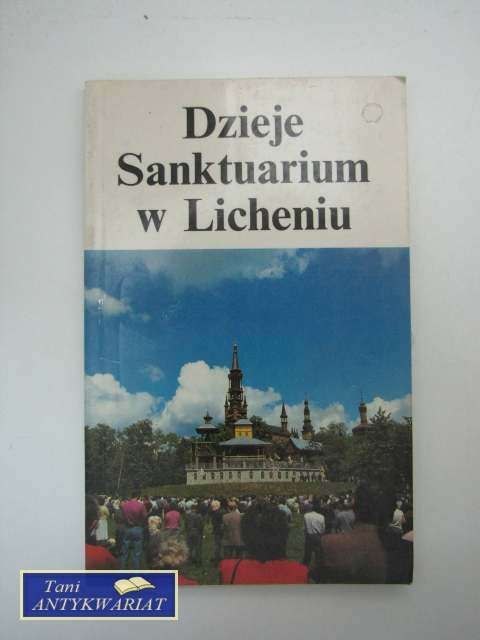 Dzieje
Sanktuarium
w Licheniu
Tani
ANTYKWARIAT